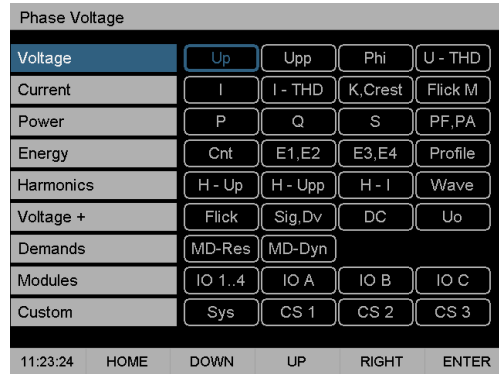 Phase Voltage
Voltage Up Upp Phi U - THD
Current I I - THD K,Crest Flick M
Power P Q S PF,PA
Energy Cnt E1,E2 E3,E4 Profile
Harmonics H - Up H - Upp H - I Wave
Voltage + Flick Sig,Dv DC Uo
Demands MD-Res MD-Dyn
Modules IO 1..4 IO A IO B IO C
Custom Sys CS 1 CS 2 CS 3
11:23:24 HOME DOWN UP RIGHT ENTER